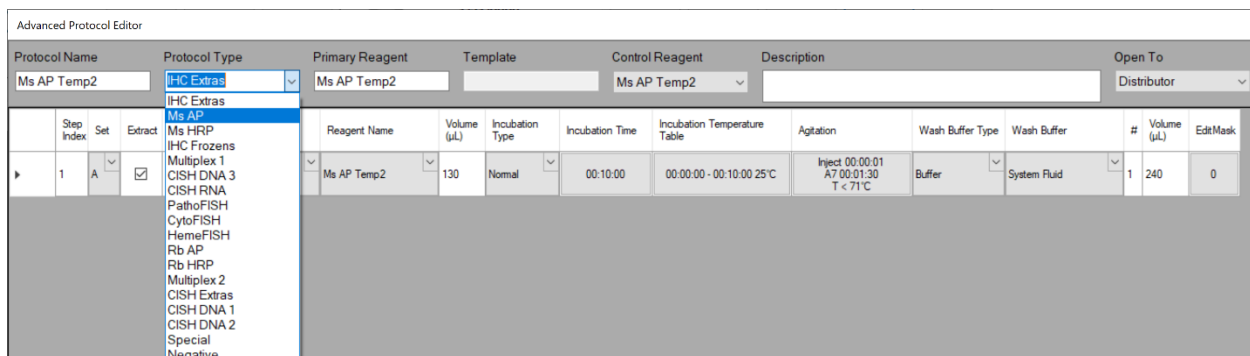 Advanced Protocol Editor
Protocol Name Protocol Type Primary Reagent Template Control Reagent Description Open To
Ms AP Temp2 IHC Extras Ms AP Temp2 Ms AP Temp2 Distributor
Step Index Set Extract Reagent Name Volume (µL) Incubation Type Incubation Time Incubation Temperature Table Agitation Wash Buffer Type Wash Buffer # Volume (µL) EditMask
1 A Ms AP Temp2 130 Normal 00:10:00 00:00:00 - 00:10:00 25°C Inject 00:00:01 A7 00:01:30 T < 71°C Buffer System Fluid 1 240 0
IHC Extras
Ms AP
Ms HRP
IHC Frozens
Multiplex 1
CISH DNA 3
CISH RNA
PathoFISH
CytoFISH
HemeFISH
Rb AP
Rb HRP
Multiplex 2
CISH Extras
CISH DNA 1
CISH DNA 2
Special
Negative